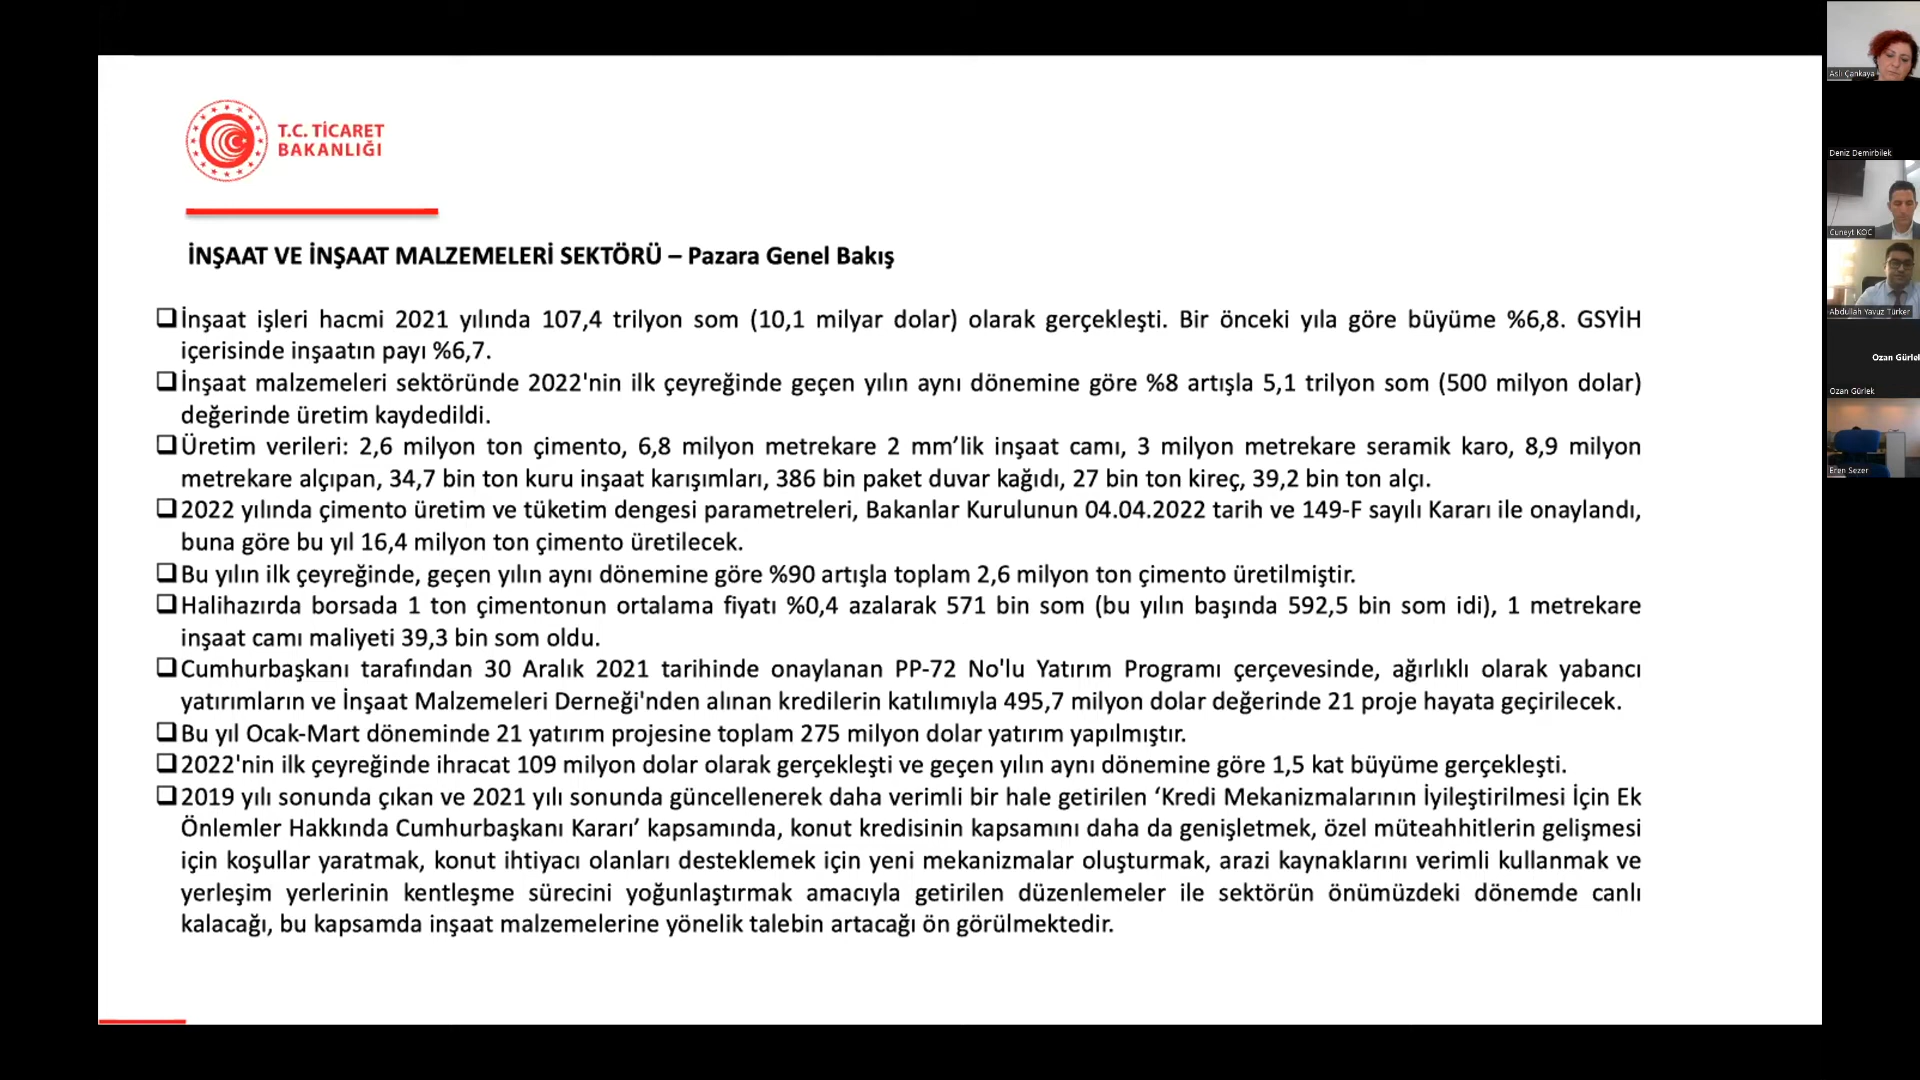 T.C. TİCARET
BAKANLIĞI
İNŞAAT VE İNŞAAT MALZEMELERİ SEKTÖRÜ – Pazara Genel Bakış
❑İnşaat işleri hacmi 2021 yılında 107,4 trilyon som (10,1 milyar dolar) olarak gerçekleşti. Bir önceki yıla göre büyüme %6,8. GSYİH
içerisinde inşaatın payı %6,7.
❑İnşaat malzemeleri sektöründe 2022'nin ilk çeyreğinde geçen yılın aynı dönemine göre %8 artışla 5,1 trilyon som (500 milyon dolar)
değerinde üretim kaydedildi.
❑Üretim verileri: 2,6 milyon ton çimento, 6,8 milyon metrekare 2 mm’lik inşaat camı, 3 milyon metrekare seramik karo, 8,9 milyon
metrekare alçıpan, 34,7 bin ton kuru inşaat karışımları, 386 bin paket duvar kağıdı, 27 bin ton kireç, 39,2 bin ton alçı.
❑2022 yılında çimento üretim ve tüketim dengesi parametreleri, Bakanlar Kurulunun 04.04.2022 tarih ve 149-F sayılı Kararı ile onaylandı,
buna göre bu yıl 16,4 milyon ton çimento üretilecek.
❑Bu yılın ilk çeyreğinde, geçen yılın aynı dönemine göre %90 artışla toplam 2,6 milyon ton çimento üretilmiştir.
❑Halihazırda borsada 1 ton çimentonun ortalama fiyatı %0,4 azalarak 571 bin som (bu yılın başında 592,5 bin som idi), 1 metrekare
inşaat camı maliyeti 39,3 bin som oldu.
❑Cumhurbaşkanı tarafından 30 Aralık 2021 tarihinde onaylanan PP-72 No'lu Yatırım Programı çerçevesinde, ağırlıklı olarak yabancı
yatırımların ve İnşaat Malzemeleri Derneği'nden alınan kredilerin katılımıyla 495,7 milyon dolar değerinde 21 proje hayata geçirilecek.
❑Bu yıl Ocak-Mart döneminde 21 yatırım projesine toplam 275 milyon dolar yatırım yapılmıştır.
❑2022'nin ilk çeyreğinde ihracat 109 milyon dolar olarak gerçekleşti ve geçen yılın aynı dönemine göre 1,5 kat büyüme gerçekleşti.
❑2019 yılı sonunda çıkan ve 2021 yılı sonunda güncellenerek daha verimli bir hale getirilen ‘Kredi Mekanizmalarının İyileştirilmesi İçin Ek
Önlemler Hakkında Cumhurbaşkanı Kararı’ kapsamında, konut kredisinin kapsamını daha da genişletmek, özel müteahhitlerin gelişmesi
için koşullar yaratmak, konut ihtiyacı olanları desteklemek için yeni mekanizmalar oluşturmak, arazi kaynaklarını verimli kullanmak ve
yerleşim yerlerinin kentleşme sürecini yoğunlaştırmak amacıyla getirilen düzenlemeler ile sektörün önümüzdeki dönemde canlı
kalacağı, bu kapsamda inşaat malzemelerine yönelik talebin artacağı ön görülmektedir.
Aslı Çankaya
Deniz Demirbilek
Cuneyt KOC
Abdullah Yavuz Türker
Ozan Gürlek
Ozan Gürlek
Eren Sezer